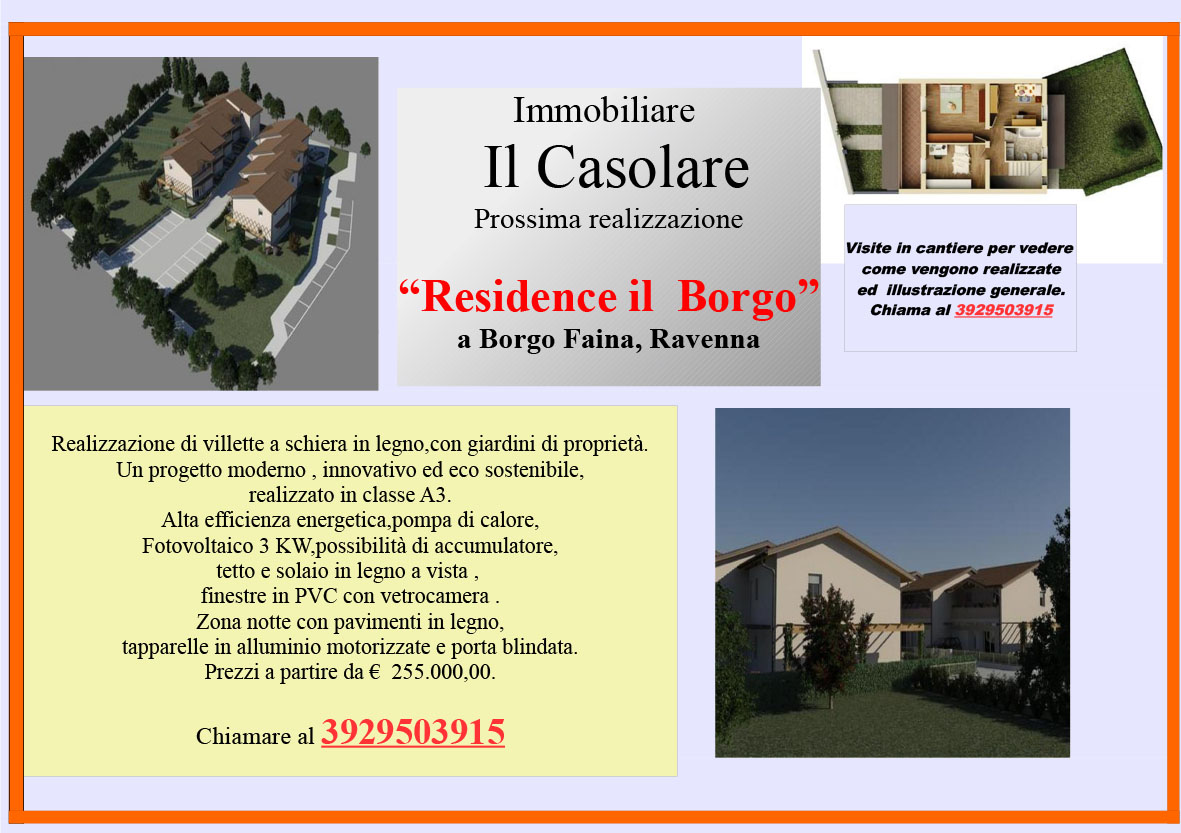 Immobiliare
Il Casolare
Prossima realizzazione
“Residence il  Borgo”
a Borgo Faina, Ravenna
Visite in cantiere per vedere
come vengono realizzate
ed  illustrazione generale.
Chiama al 3929503915
Realizzazione di villette a schiera in legno,con giardini di proprietà.
Un progetto moderno , innovativo ed eco sostenibile,
realizzato in classe A3.
Alta efficienza energetica,pompa di calore,
Fotovoltaico 3 KW,possibilità di accumulatore,
tetto e solaio in legno a vista ,
finestre in PVC con vetrocamera .
Zona notte con pavimenti in legno,
tapparelle in alluminio motorizzate e porta blindata.
Prezzi a partire da €  255.000,00.
Chiamare al 3929503915